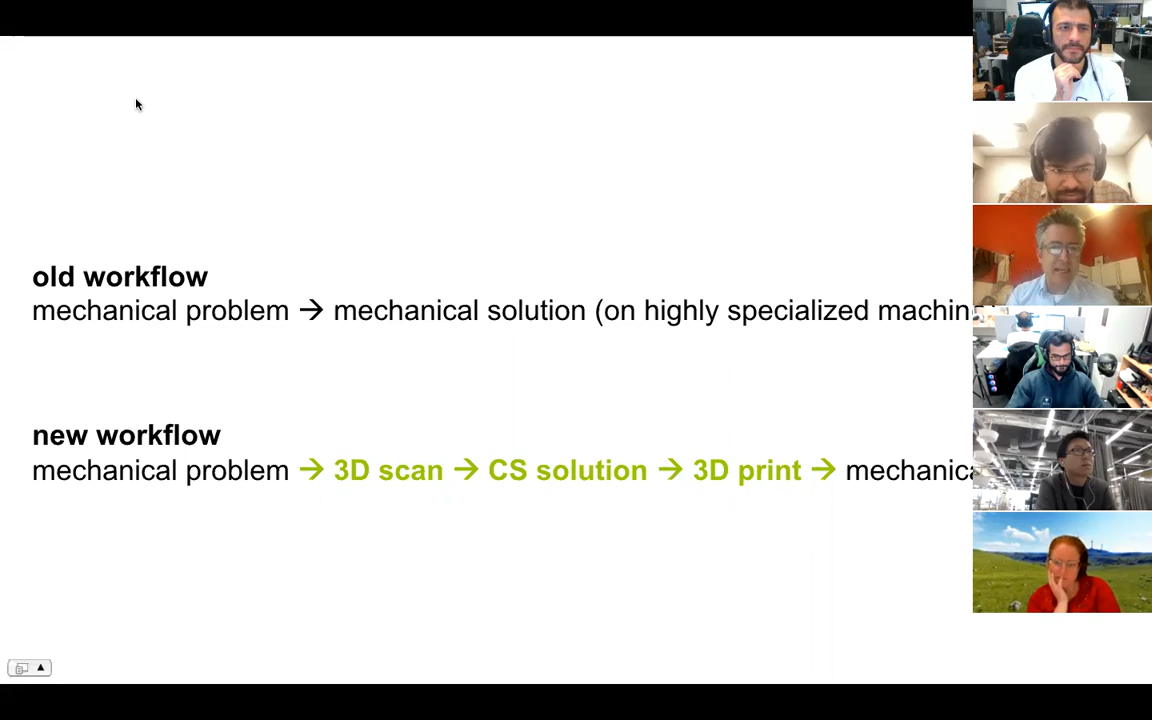 old workflow
mechanical problem → mechanical solution (on highly specialized machin
new workflow
mechanical problem → 3D scan → CS solution → 3D print → mechanica